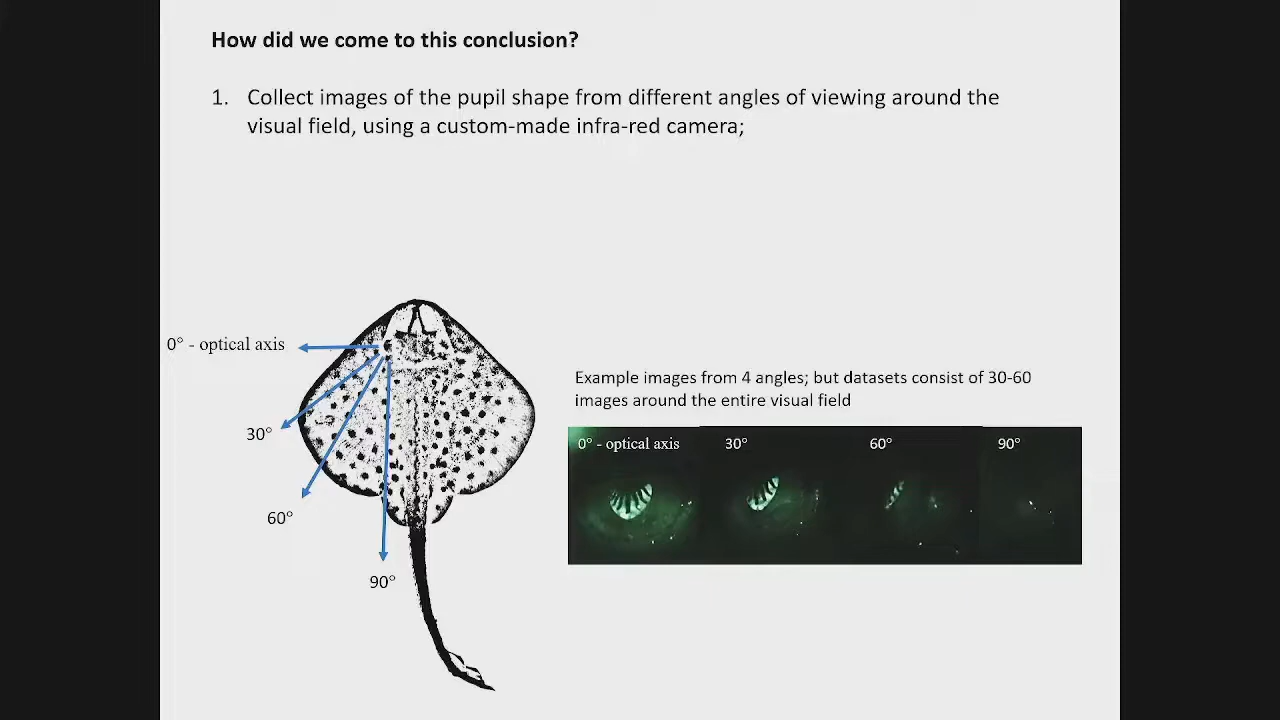 How did we come to this conclusion?
1. Collect images of the pupil shape from different angles of viewing around the
visual field, using a custom-made infra-red camera;
0° - optical axis
30°
60°
90°
Example images from 4 angles; but datasets consist of 30-60
images around the entire visual field
0° - optical axis 30° 60° 90°